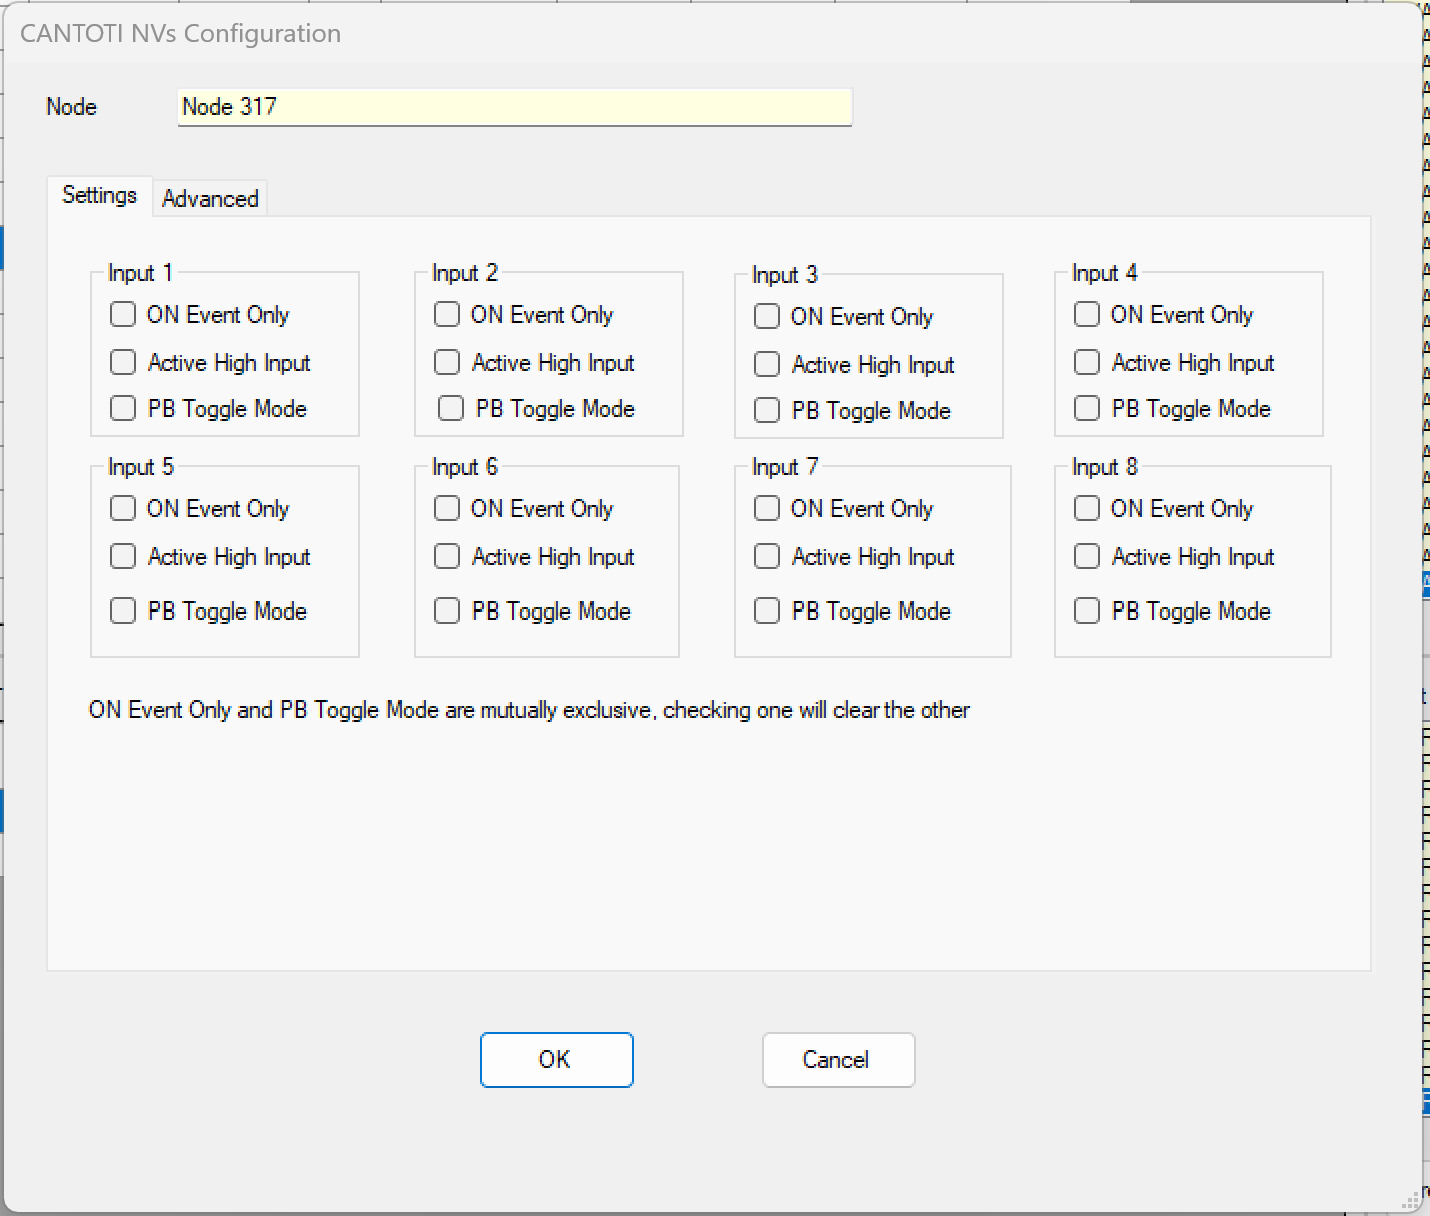 CANTOTI NVs Configuration
Node Node 317
Settings Advanced
Input 1 Input 2 Input 3 Input 4
ON Event Only ON Event Only ON Event Only ON Event Only
Active High Input Active High Input Active High Input Active High Input
PB Toggle Mode PB Toggle Mode PB Toggle Mode PB Toggle Mode
Input 5 Input 6 Input 7 Input 8
ON Event Only ON Event Only ON Event Only ON Event Only
Active High Input Active High Input Active High Input Active High Input
PB Toggle Mode PB Toggle Mode PB Toggle Mode PB Toggle Mode
ON Event Only and PB Toggle Mode are mutually exclusive, checking one will clear the other
OK Cancel